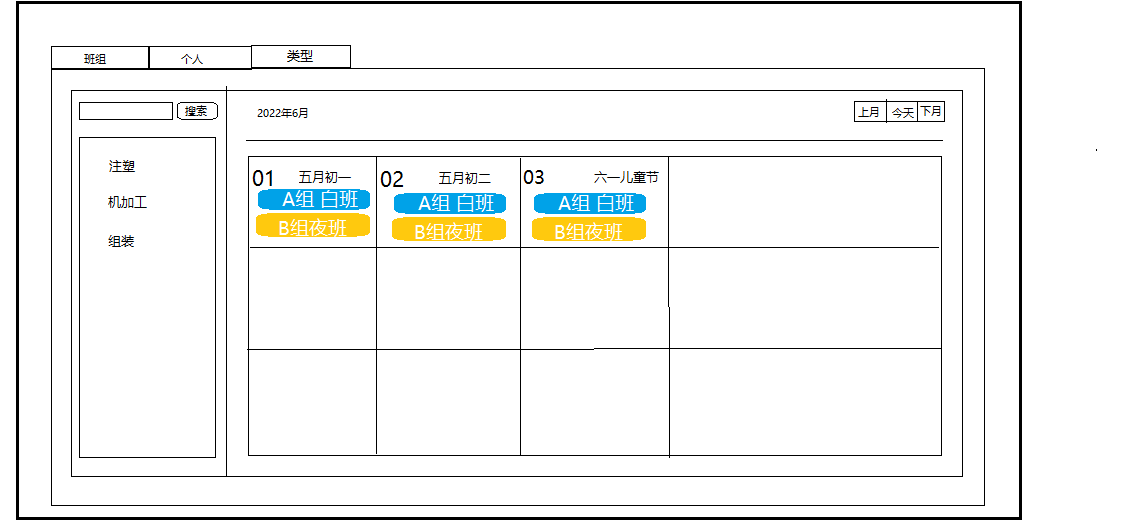 班组 个人 类型
搜索
2022年6月
上月 今天 下月
注塑
机加工
组装
01 五月初一
A组 白班
B组夜班
02 五月初二
A组 白班
B组夜班
03 六一儿童节
A组 白班
B组夜班